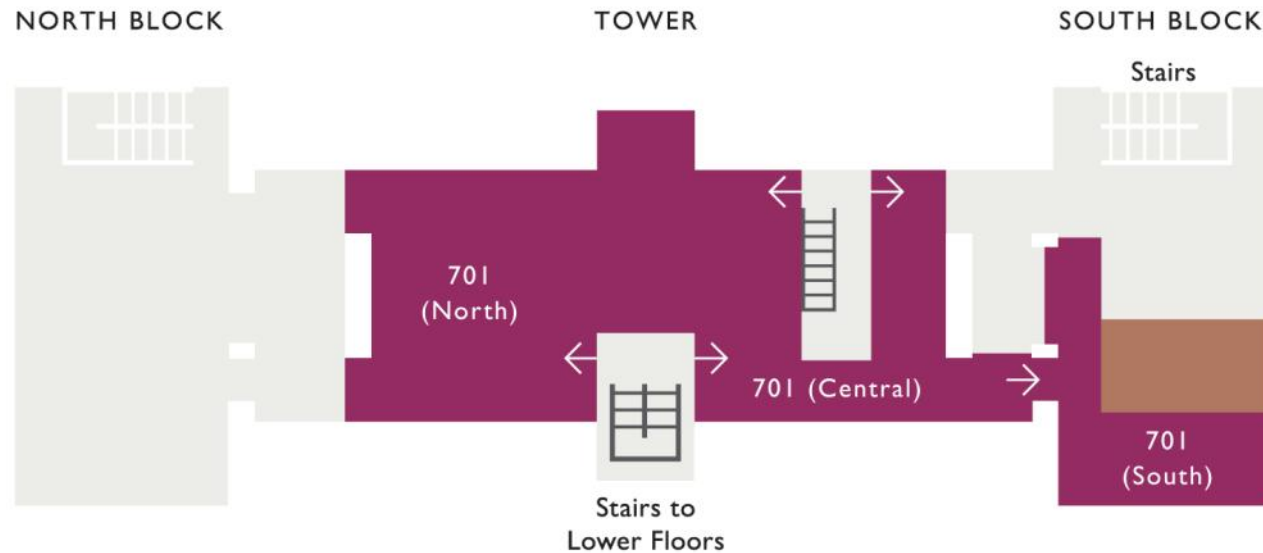 NORTH BLOCK
TOWER
SOUTH BLOCK
Stairs
701
(North)
701 (Central)
701
(South)
Stairs to
Lower Floors